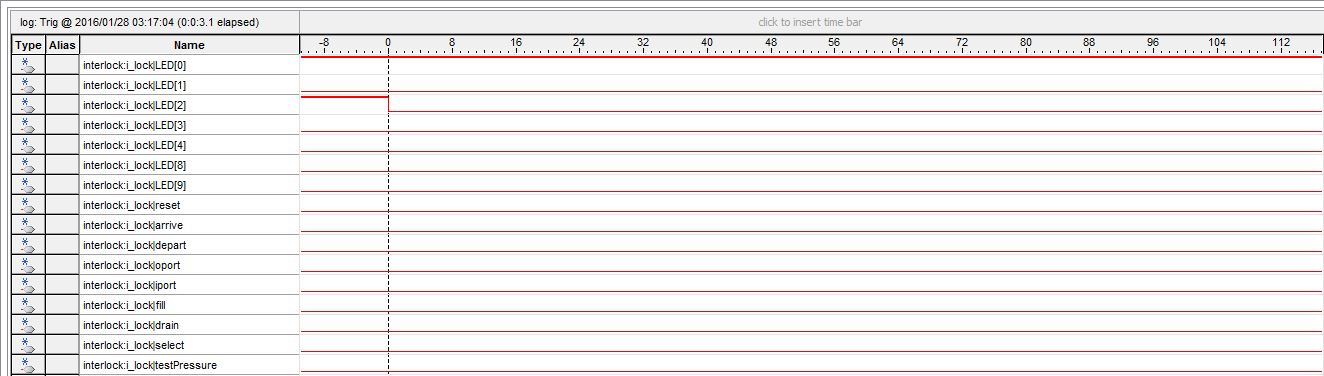 log: Trig @ 2016/01/28 03:17:04 (0:0:3.1 elapsed) click to insert time bar
Type Alias Name -8 0 8 16 24 32 40 48 56 64 72 80 88 96 104 112
interlock:i_lock|LED[0]
interlock:i_lock|LED[1]
interlock:i_lock|LED[2]
interlock:i_lock|LED[3]
interlock:i_lock|LED[4]
interlock:i_lock|LED[8]
interlock:i_lock|LED[9]
interlock:i_lock|reset
interlock:i_lock|arrive
interlock:i_lock|depart
interlock:i_lock|oport
interlock:i_lock|iport
interlock:i_lock|fill
interlock:i_lock|drain
interlock:i_lock|select
interlock:i_lock|testPressure